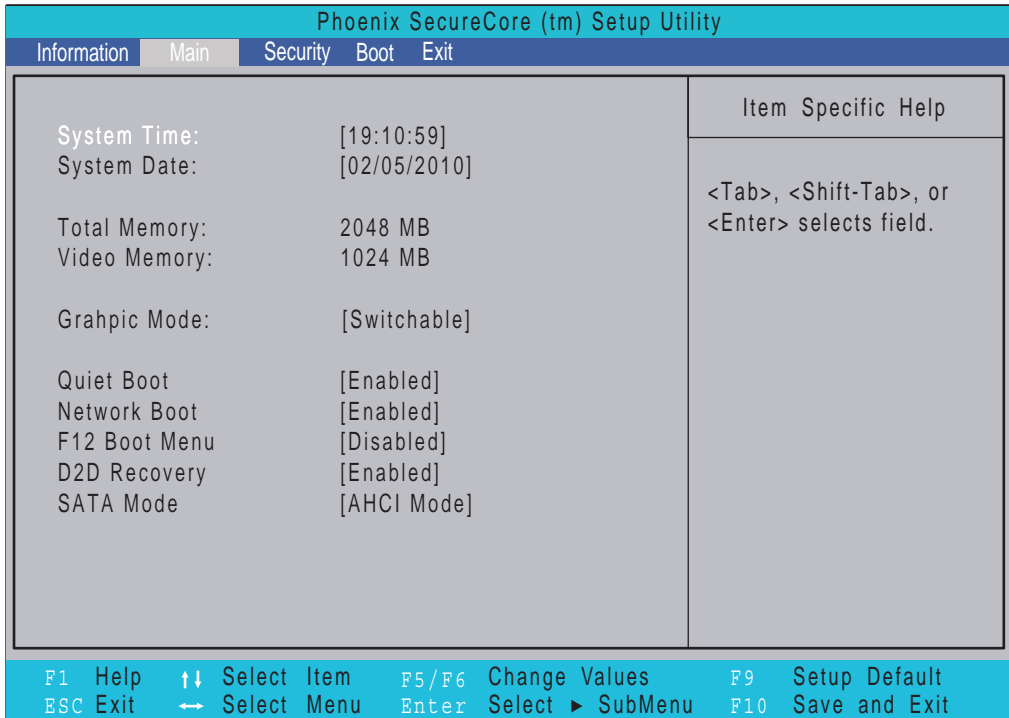 Phoenix SecureCore (tm) Setup Utility
Information Main Security Boot Exit
System Time: [19:10:59]
System Date: [02/05/2010]
Total Memory: 2048 MB
Video Memory: 1024 MB
Grahpic Mode: [Switchable]
Quiet Boot [Enabled]
Network Boot [Enabled]
F12 Boot Menu [Disabled]
D2D Recovery [Enabled]
SATA Mode [AHCI Mode]
Item Specific Help
<Tab>, <Shift-Tab>, or
<Enter> selects field.
F1 Help ↑↓ Select Item F5/F6 Change Values F9 Setup Default
ESC Exit ↔ Select Menu Enter Select ► SubMenu F10 Save and Exit